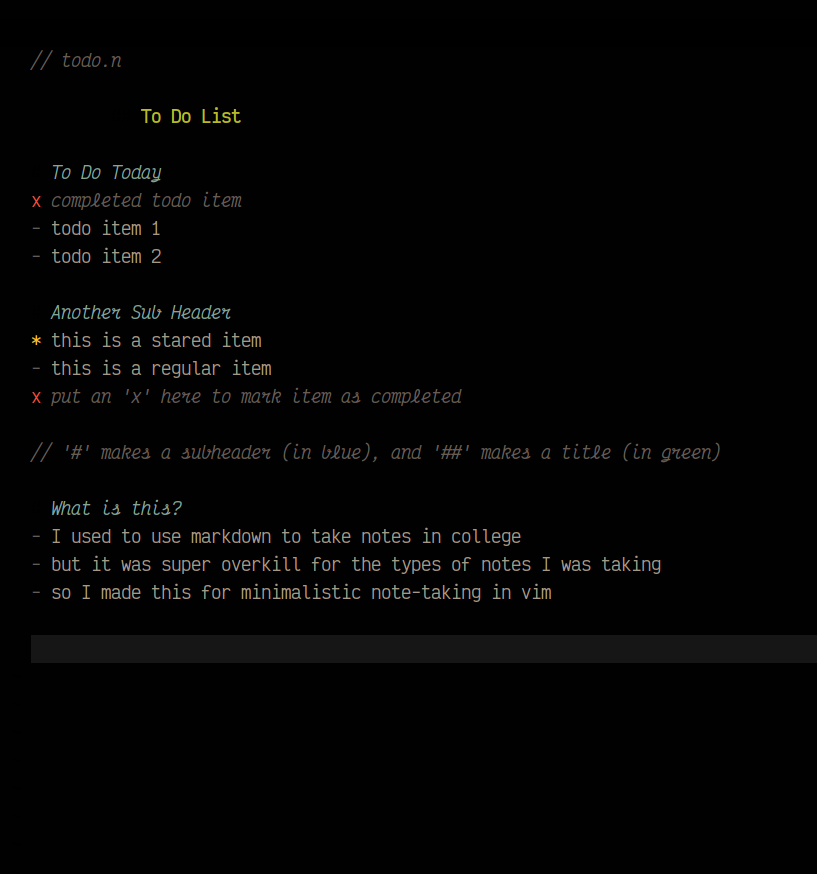 // todo.n
To Do List
To Do Today
x completed todo item
- todo item 1
- todo item 2
Another Sub Header
* this is a stared item
- this is a regular item
x put an 'x' here to mark item as completed
// '#' makes a subheader (in blue), and '##' makes a title (in green)
What is this?
- I used to use markdown to take notes in college
- but it was super overkill for the types of notes I was taking
- so I made this for minimalistic note-taking in vim